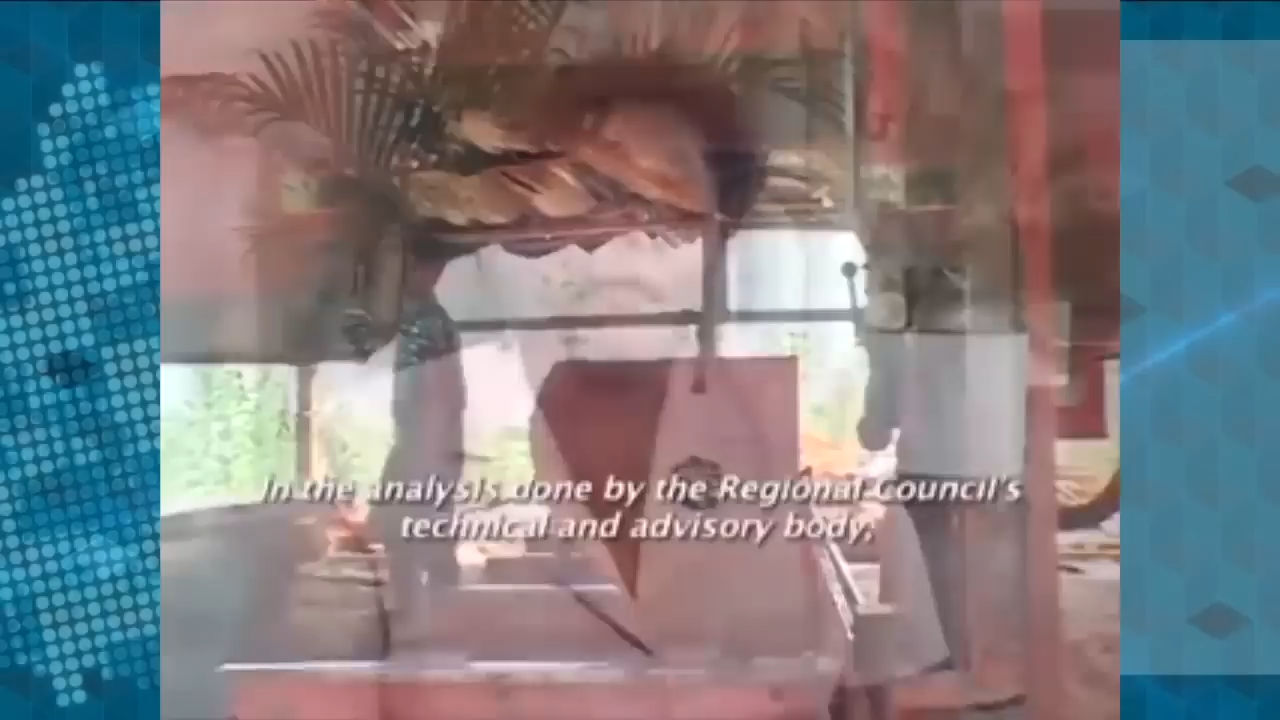 In the analysis done by the Regional Council's
technical and advisory body,